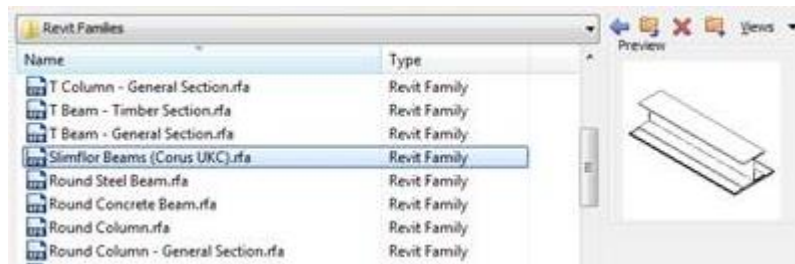 Revit Families
Views
Preview
Name Type
T Column - General Section.rfa Revit Family
T Beam - Timber Section.rfa Revit Family
T Beam - General Section.rfa Revit Family
Slimflor Beams (Corus UKC).rfa Revit Family
Round Steel Beam.rfa Revit Family
Round Concrete Beam.rfa Revit Family
Round Column.rfa Revit Family
Round Column - General Section.rfa Revit Family